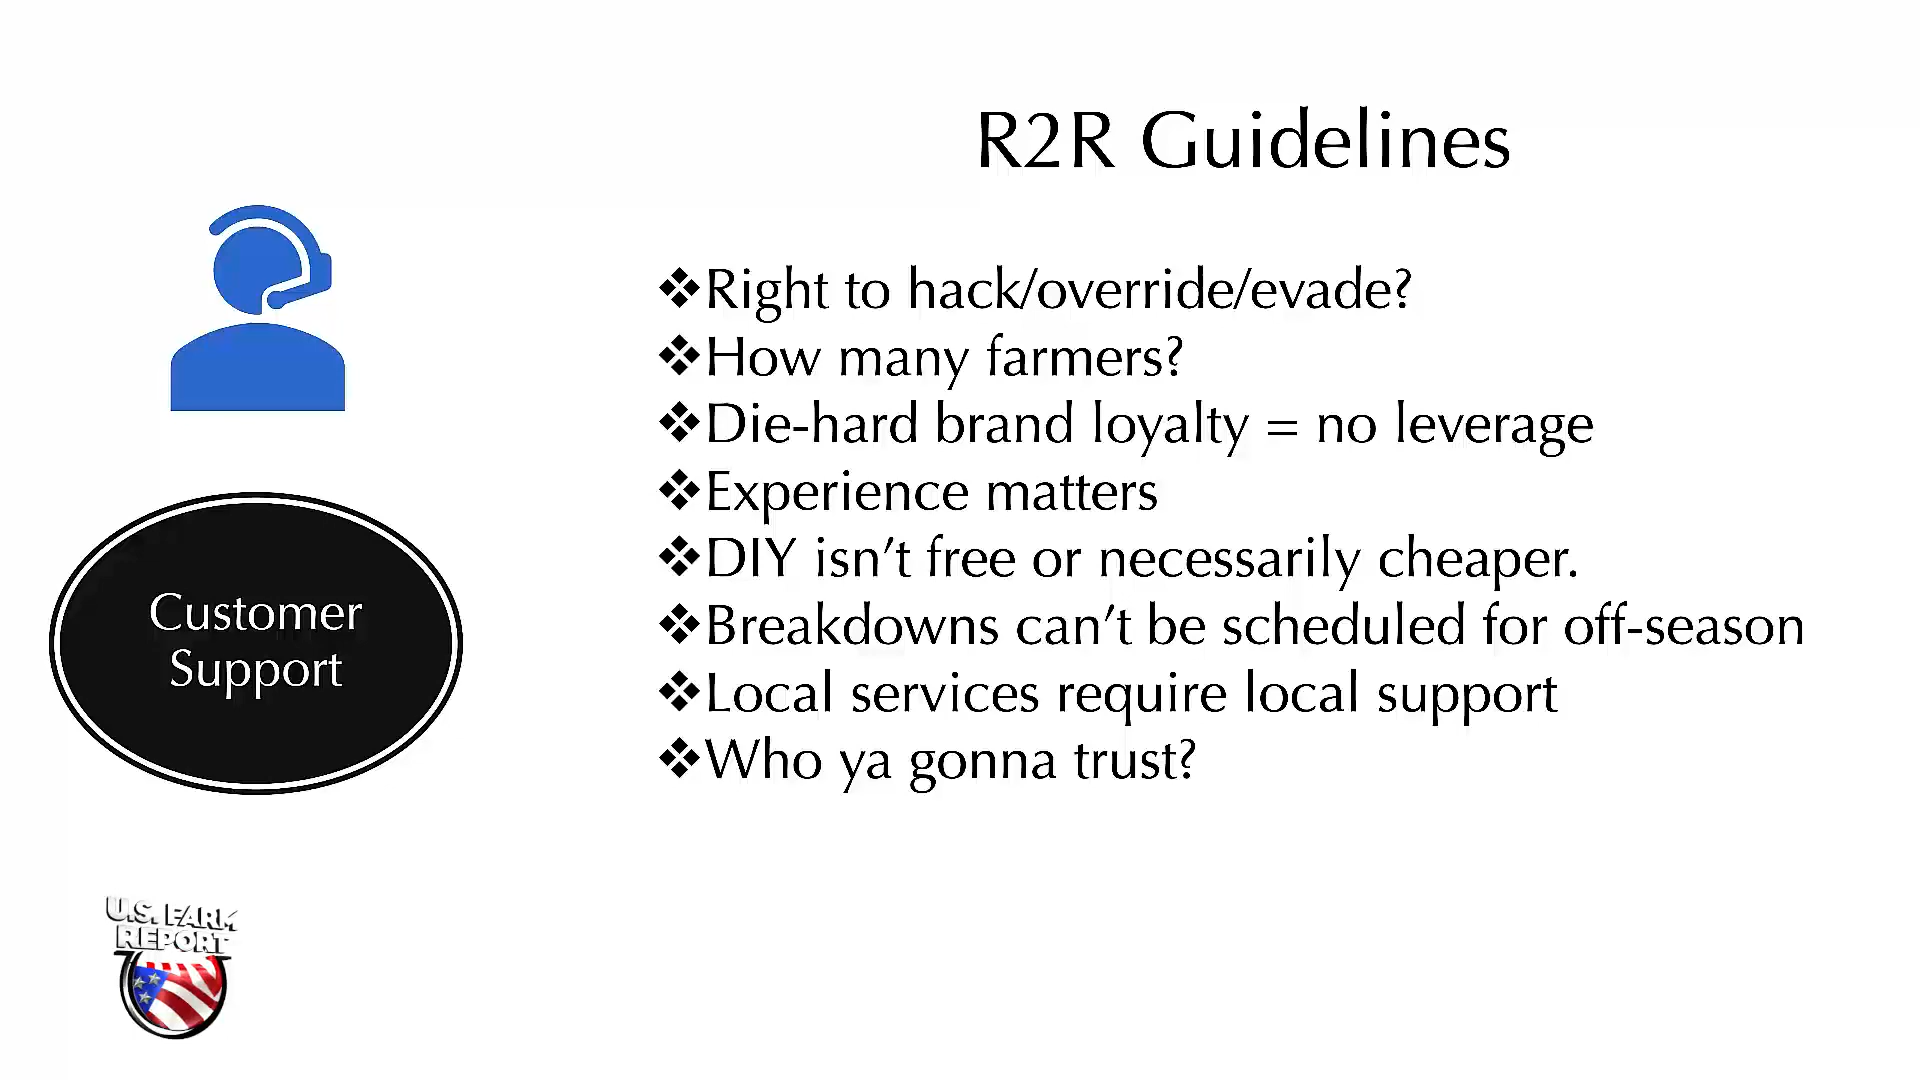 R2R Guidelines
❖Right to hack/override/evade?
❖How many farmers?
❖Die-hard brand loyalty = no leverage
❖Experience matters
❖DIY isn’t free or necessarily cheaper.
❖Breakdowns can’t be scheduled for off-season
❖Local services require local support
❖Who ya gonna trust?
Customer
Support
U.S. FARM
REPORT